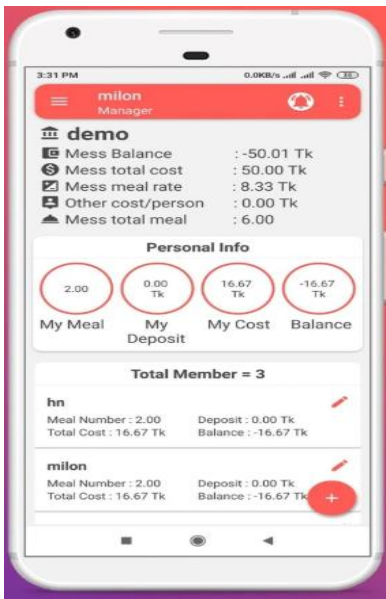 3:31 PM 0.0KB/s 33
milon
Manager
demo
Mess Balance : -50.01 Tk
Mess total cost : 50.00 Tk
Mess meal rate : 8.33 Tk
Other cost/person : 0.00 Tk
Mess total meal : 6.00
Personal Info
2.00 0.00 Tk 16.67 Tk -16.67 Tk
My Meal My Deposit My Cost Balance
Total Member = 3
hn
Meal Number : 2.00 Deposit : 0.00 Tk
Total Cost : 16.67 Tk Balance : -16.67 Tk
milon
Meal Number : 2.00 Deposit : 0.00 Tk
Total Cost : 16.67 Tk Balance : -16.67 Tk
+